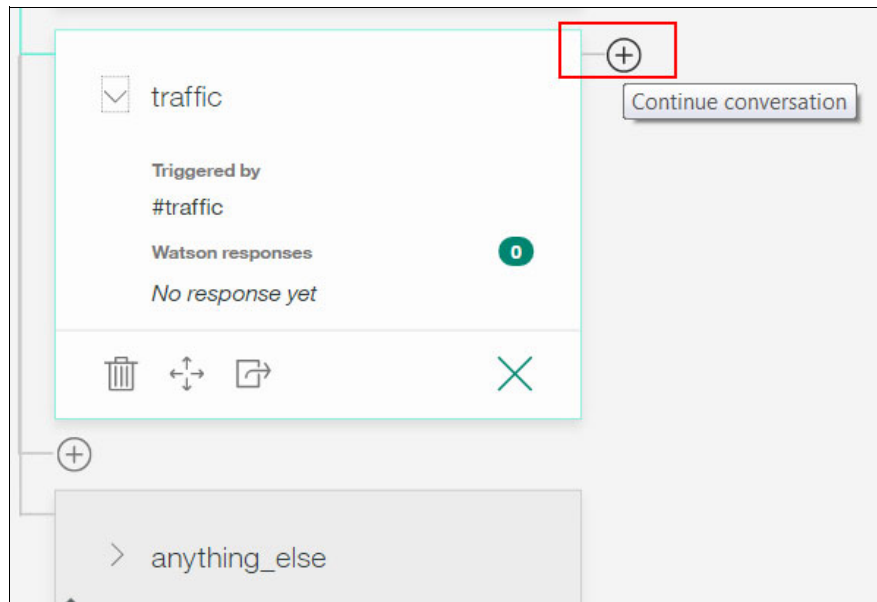 Continue conversation
traffic
Triggered by
#traffic
Watson responses
0
No response yet
anything_else